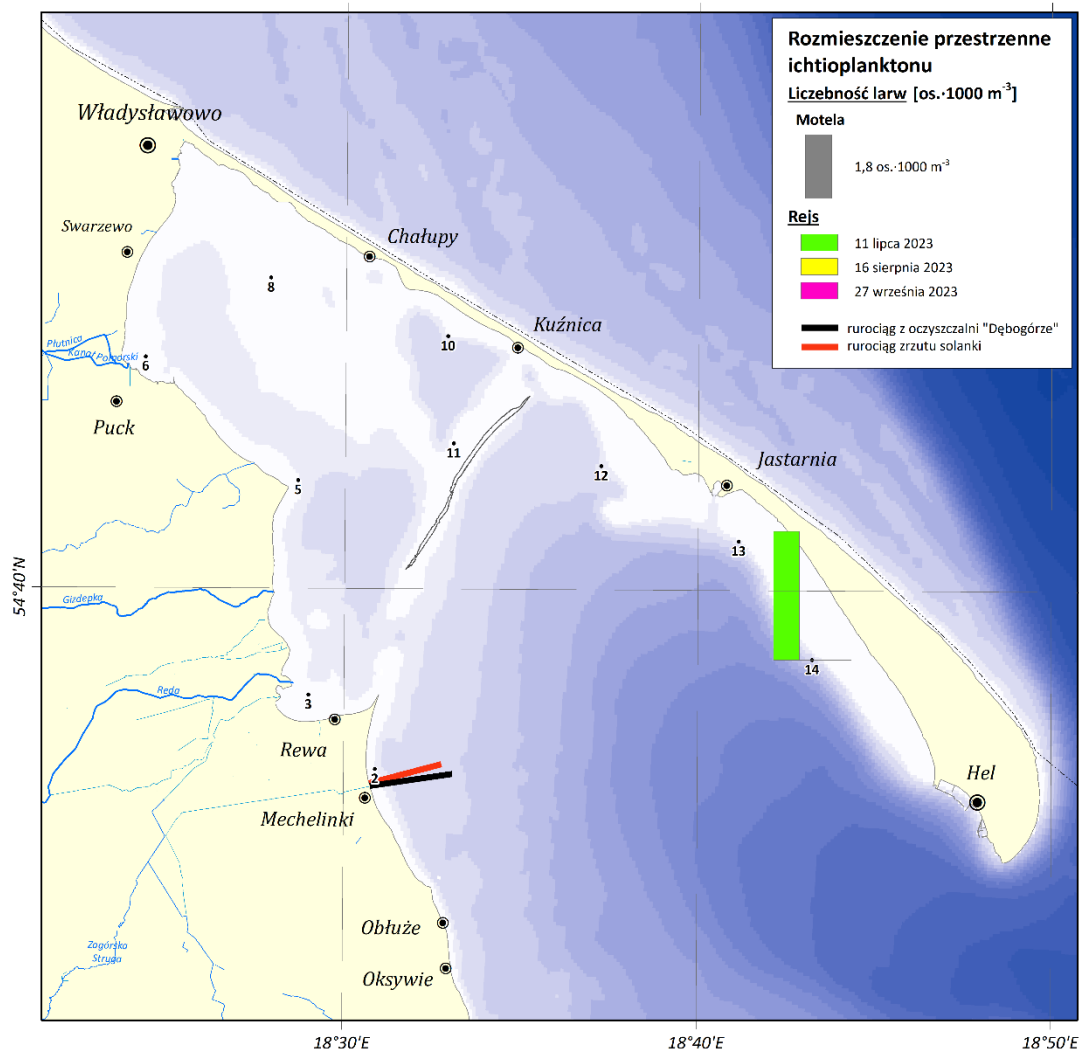 Rozmieszczenie przestrzenne
ichtioplanktonu
Liczebność larw [os.·1000 m⁻³]
Motela
1,8 os.·1000 m⁻³
Rejs
11 lipca 2023
16 sierpnia 2023
27 września 2023
rurociąg z oczyszczalni "Dębogórze"
rurociąg zrzutu solanki
Władysławowo
Swarzewo
Chałupy
8
Kuźnica
10
Płutnica
Kanał Pomorski
6
Puck
11
Jastarnia
12
5
13
54°40'N
Gizdepka
14
Reda
3
Rewa
2
Hel
Mechelinki
Obłuże
Zagórska
Struga
Oksywie
18°30'E
18°40'E
18°50'E